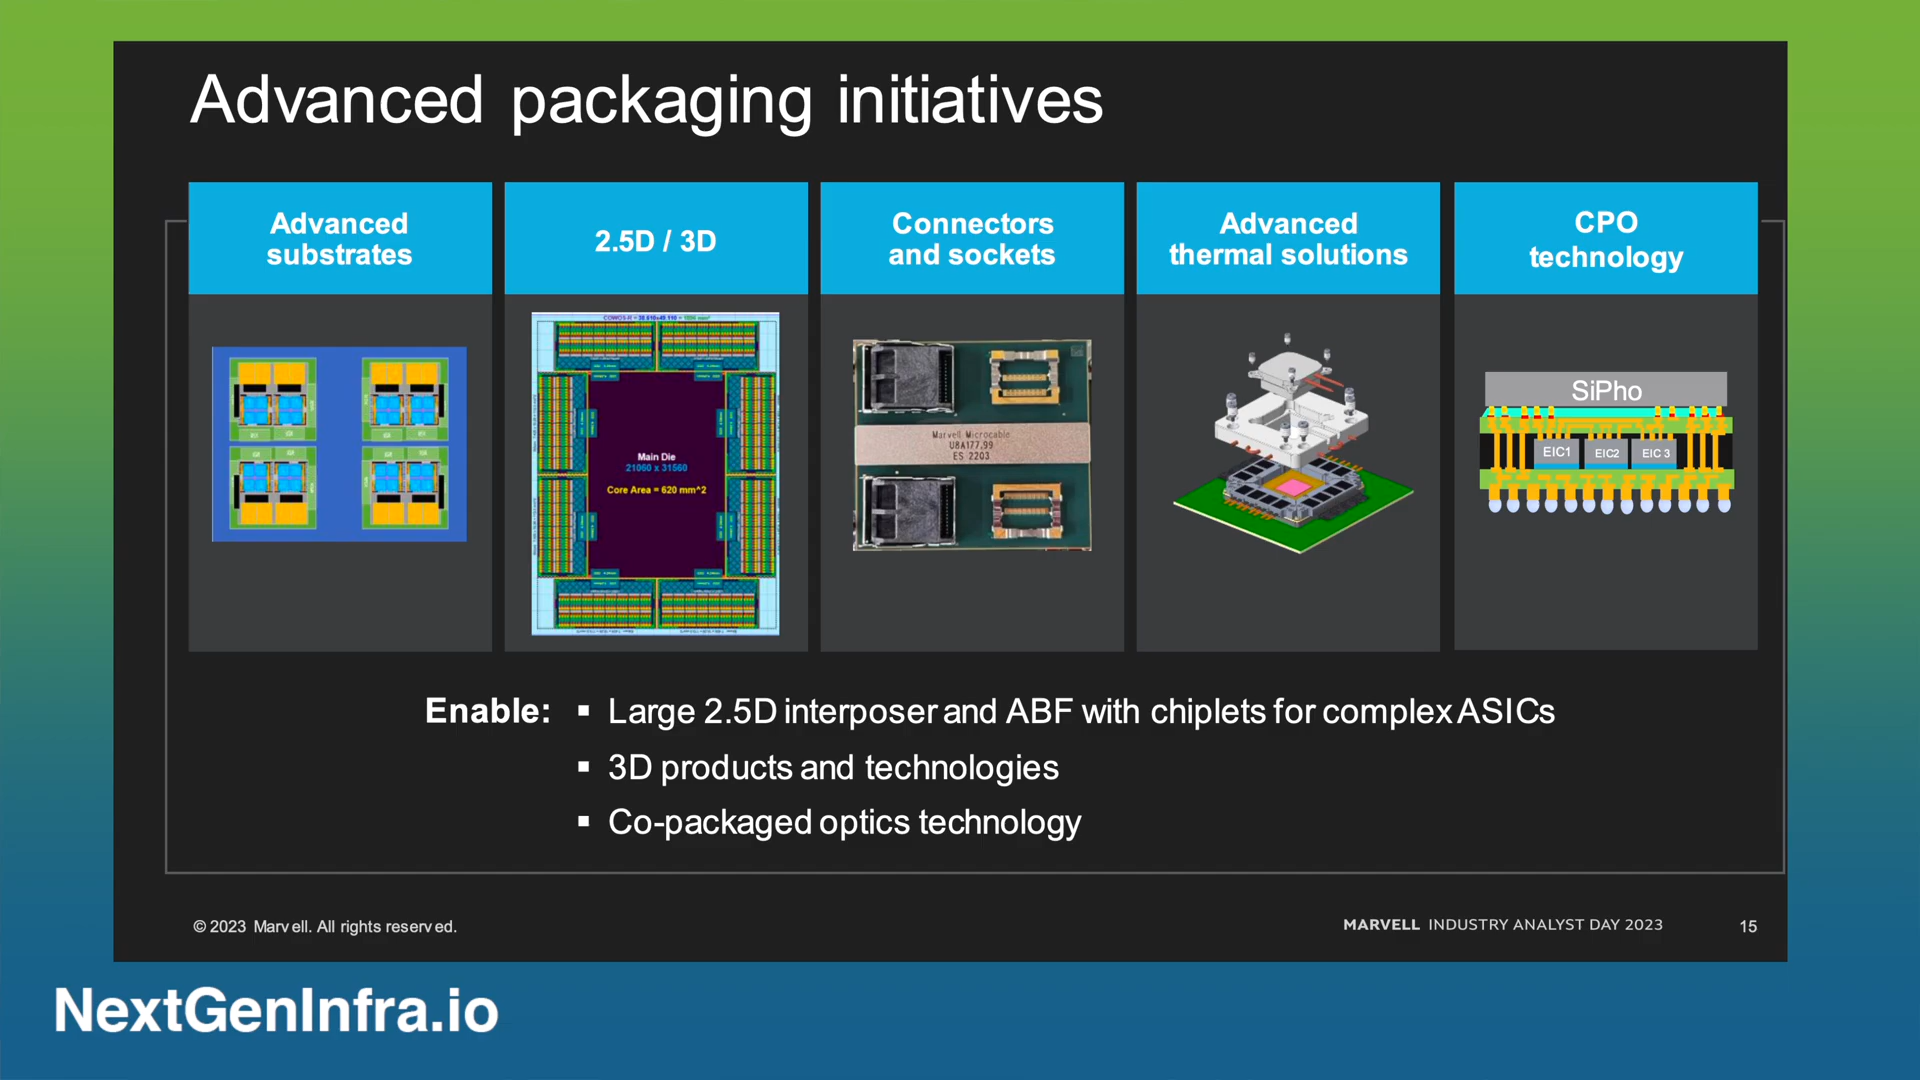 Advanced packaging initiatives
Advanced
substrates
2.5D / 3D
Connectors
and sockets
Advanced
thermal solutions
CPO
technology
Main Die
21060 x 31560
Core Area = 620 mm^2
Marvell Microcable
U8A177.99
ES 2203
SiPho
EIC1
EIC2
EIC 3
Enable:
▪ Large 2.5D interposer and ABF with chiplets for complex ASICs
▪ 3D products and technologies
▪ Co-packaged optics technology
© 2023 Marvell. All rights reserved.
MARVELL INDUSTRY ANALYST DAY 2023
15
NextGenInfra.io